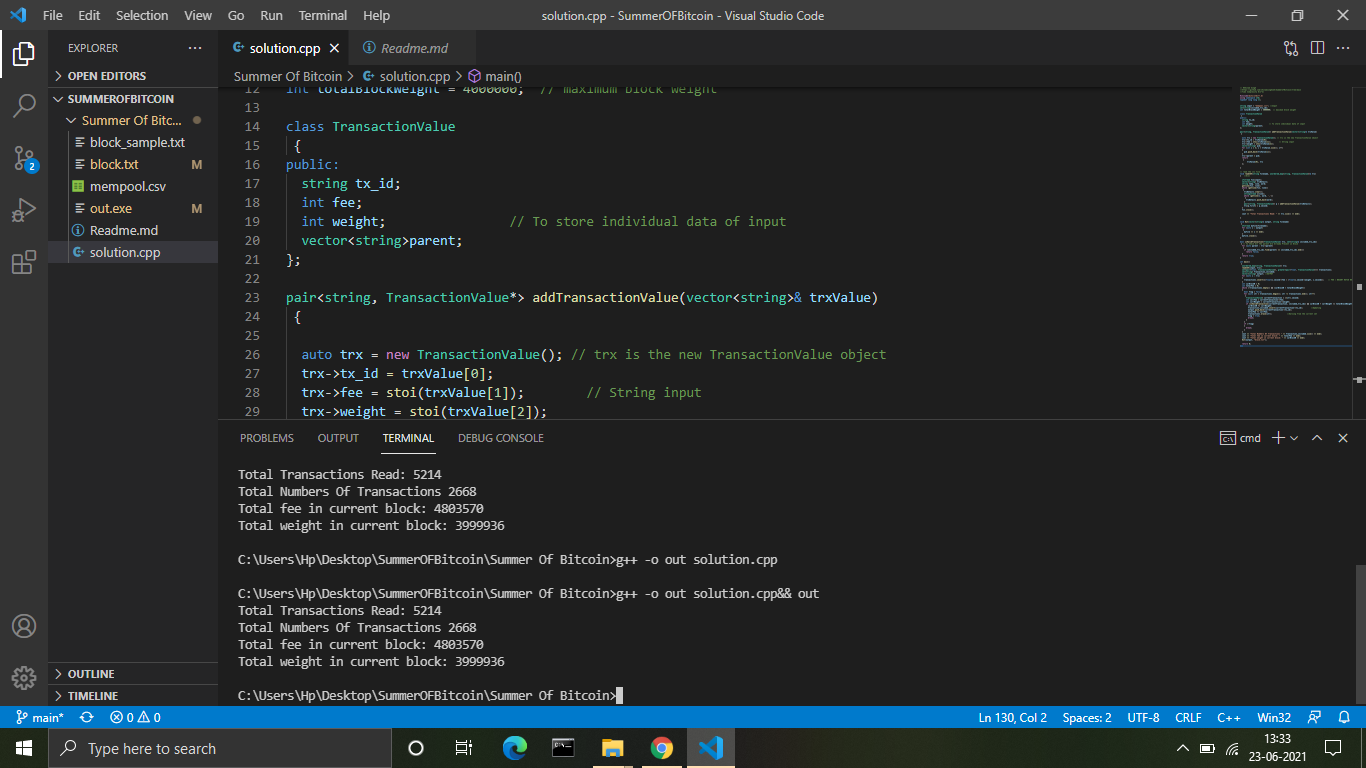 File Edit Selection View Go Run Terminal Help
solution.cpp - SummerOFBitcoin - Visual Studio Code
EXPLORER
OPEN EDITORS
SUMMEROFBITCOIN
Summer Of Bitc...
block_sample.txt
block.txt M
mempool.csv
out.exe M
Readme.md
solution.cpp
2
OUTLINE
TIMELINE
solution.cpp Readme.md
Summer Of Bitcoin > solution.cpp > main()
12 int totalBlockWeight = 4000000; // maximum block weight
13
14 class TransactionValue
15 {
16 public:
17 string tx_id;
18 int fee;
19 int weight; // To store individual data of input
20 vector<string>parent;
21 };
22
23 pair<string, TransactionValue*> addTransactionValue(vector<string>& trxValue)
24 {
25
26 auto trx = new TransactionValue(); // trx is the new TransactionValue object
27 trx->tx_id = trxValue[0];
28 trx->fee = stoi(trxValue[1]); // String input
29 trx->weight = stoi(trxValue[2]);
PROBLEMS OUTPUT TERMINAL DEBUG CONSOLE
cmd
Total Transactions Read: 5214
Total Numbers Of Transactions 2668
Total fee in current block: 4803570
Total weight in current block: 3999936
C:\Users\Hp\Desktop\SummerOFBitcoin\Summer Of Bitcoin>g++ -o out solution.cpp
C:\Users\Hp\Desktop\SummerOFBitcoin\Summer Of Bitcoin>g++ -o out solution.cpp&& out
Total Transactions Read: 5214
Total Numbers Of Transactions 2668
Total fee in current block: 4803570
Total weight in current block: 3999936
C:\Users\Hp\Desktop\SummerOFBitcoin\Summer Of Bitcoin>
main* 0 0
Ln 130, Col 2 Spaces: 2 UTF-8 CRLF C++ Win32
Type here to search
13:33
23-06-2021